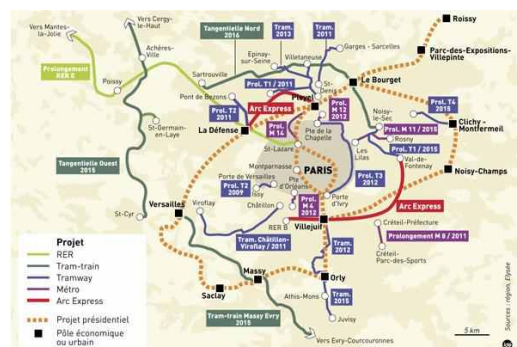 Vers Mantes-
la-Jolie
Vers Cergy-
le-Haut
Tangentielle Nord
2014
Tram.
2013
Tram.
2011
Roissy
Achères-
Ville
Epinay-
sur-Seine
Villetaneuse
Garges - Sarcelles
Parc-des-Expositions-
Villepinte
Prolongement
RER E
Poissy
Sartrouville
Prol. T1 / 2011
St-
Denis
Le Bourget
Pont de Bezons
Prol. T2
2011
Arc Express
Pleyel
Prol.
M 12
2012
Noisy-
le-Sec
Prol. T4
2015
La Défense
Prol.
M 14
Pte de la
Chapelle
Prol. M 11 / 2015
Clichy -
Montfermeil
St-Germain-
en-Laye
St-Lazare
Les
Lilas
Rosny
Prol. T1 / 2015
Val-de-
Fontenay
Tangentielle Ouest
2015
Montparnasse
PARIS
Porte de Versailles
Prol. T3
2012
Noisy-Champs
Prol. T2
2009
Issy
Pte
d'Orléans
Versailles
Viroflay
Châtillon
Prol.
M 4
2012
Porte
d'Ivry
Arc Express
St-Cyr
RER B
Villejuif
Créteil-Préfecture
Tram. Châtillon-
Viroflay / 2011
Tram.
2012
Prolongement M 8 / 2011
Créteil-
Parc-des-Sports
Projet
RER
Tram-train
Tramway
Métro
Arc Express
Projet présidentiel
Pôle économique
ou urbain
Massy
Orly
Saclay
Athis-Mons
Tram.
2015
Juvisy
Tram-train Massy Evry
2015
Vers Evry-Courcouronnes
5 km
Sources : région, Elysée